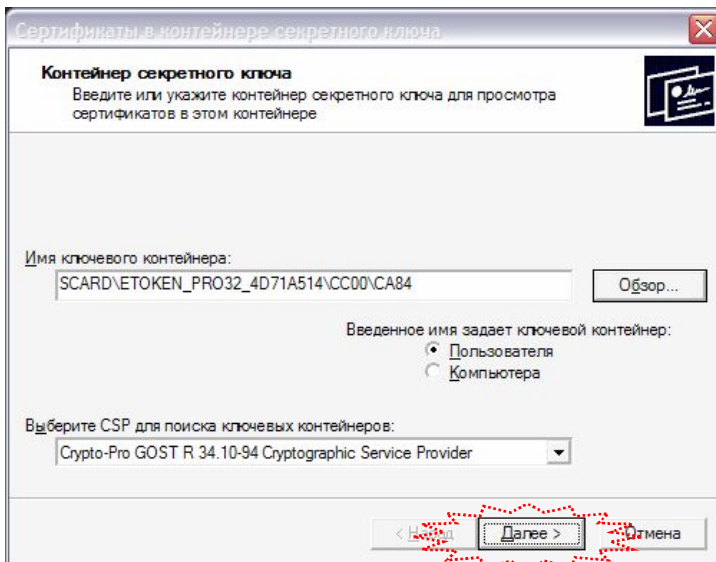 Сертификаты в контейнере секретного ключа
Контейнер секретного ключа
Введите или укажите контейнер секретного ключа для просмотра
сертификатов в этом контейнере
Имя ключевого контейнера:
SCARD\ETOKEN_PRO32_4D71A514\CC00\CA84
Обзор...
Введенное имя задает ключевой контейнер:
Пользователя
Компьютера
Выберите CSP для поиска ключевых контейнеров:
Crypto-Pro GOST R 34.10-94 Cryptographic Service Provider
< Назад Далее > Отмена